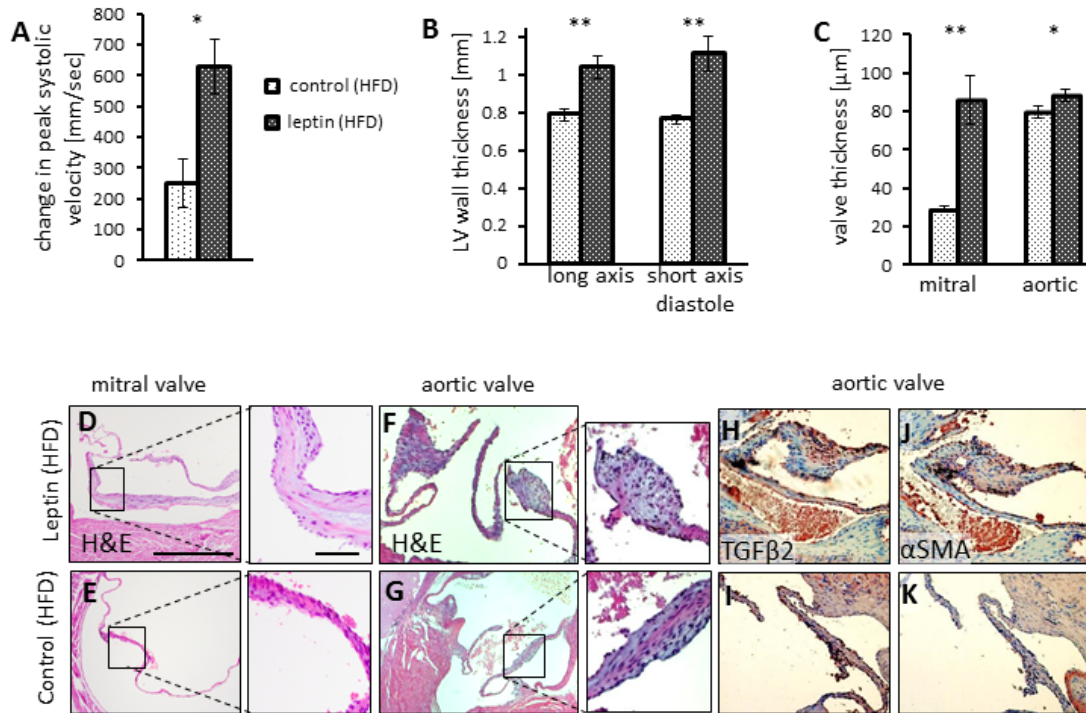 A
change in peak systolic
velocity [mm/sec]
800
700
600
500
400
300
200
100
0
*
control (HFD)
leptin (HFD)
B
LV wall thickness [mm]
1.2
1
0.8
0.6
0.4
0.2
0
**
**
long axis
short axis
diastole
C
valve thickness [µm]
120
100
80
60
40
20
0
**
*
mitral
aortic
mitral valve
aortic valve
aortic valve
Leptin (HFD)
D
H&E
F
H&E
H
TGFβ2
J
αSMA
Control (HFD)
E
G
I
K